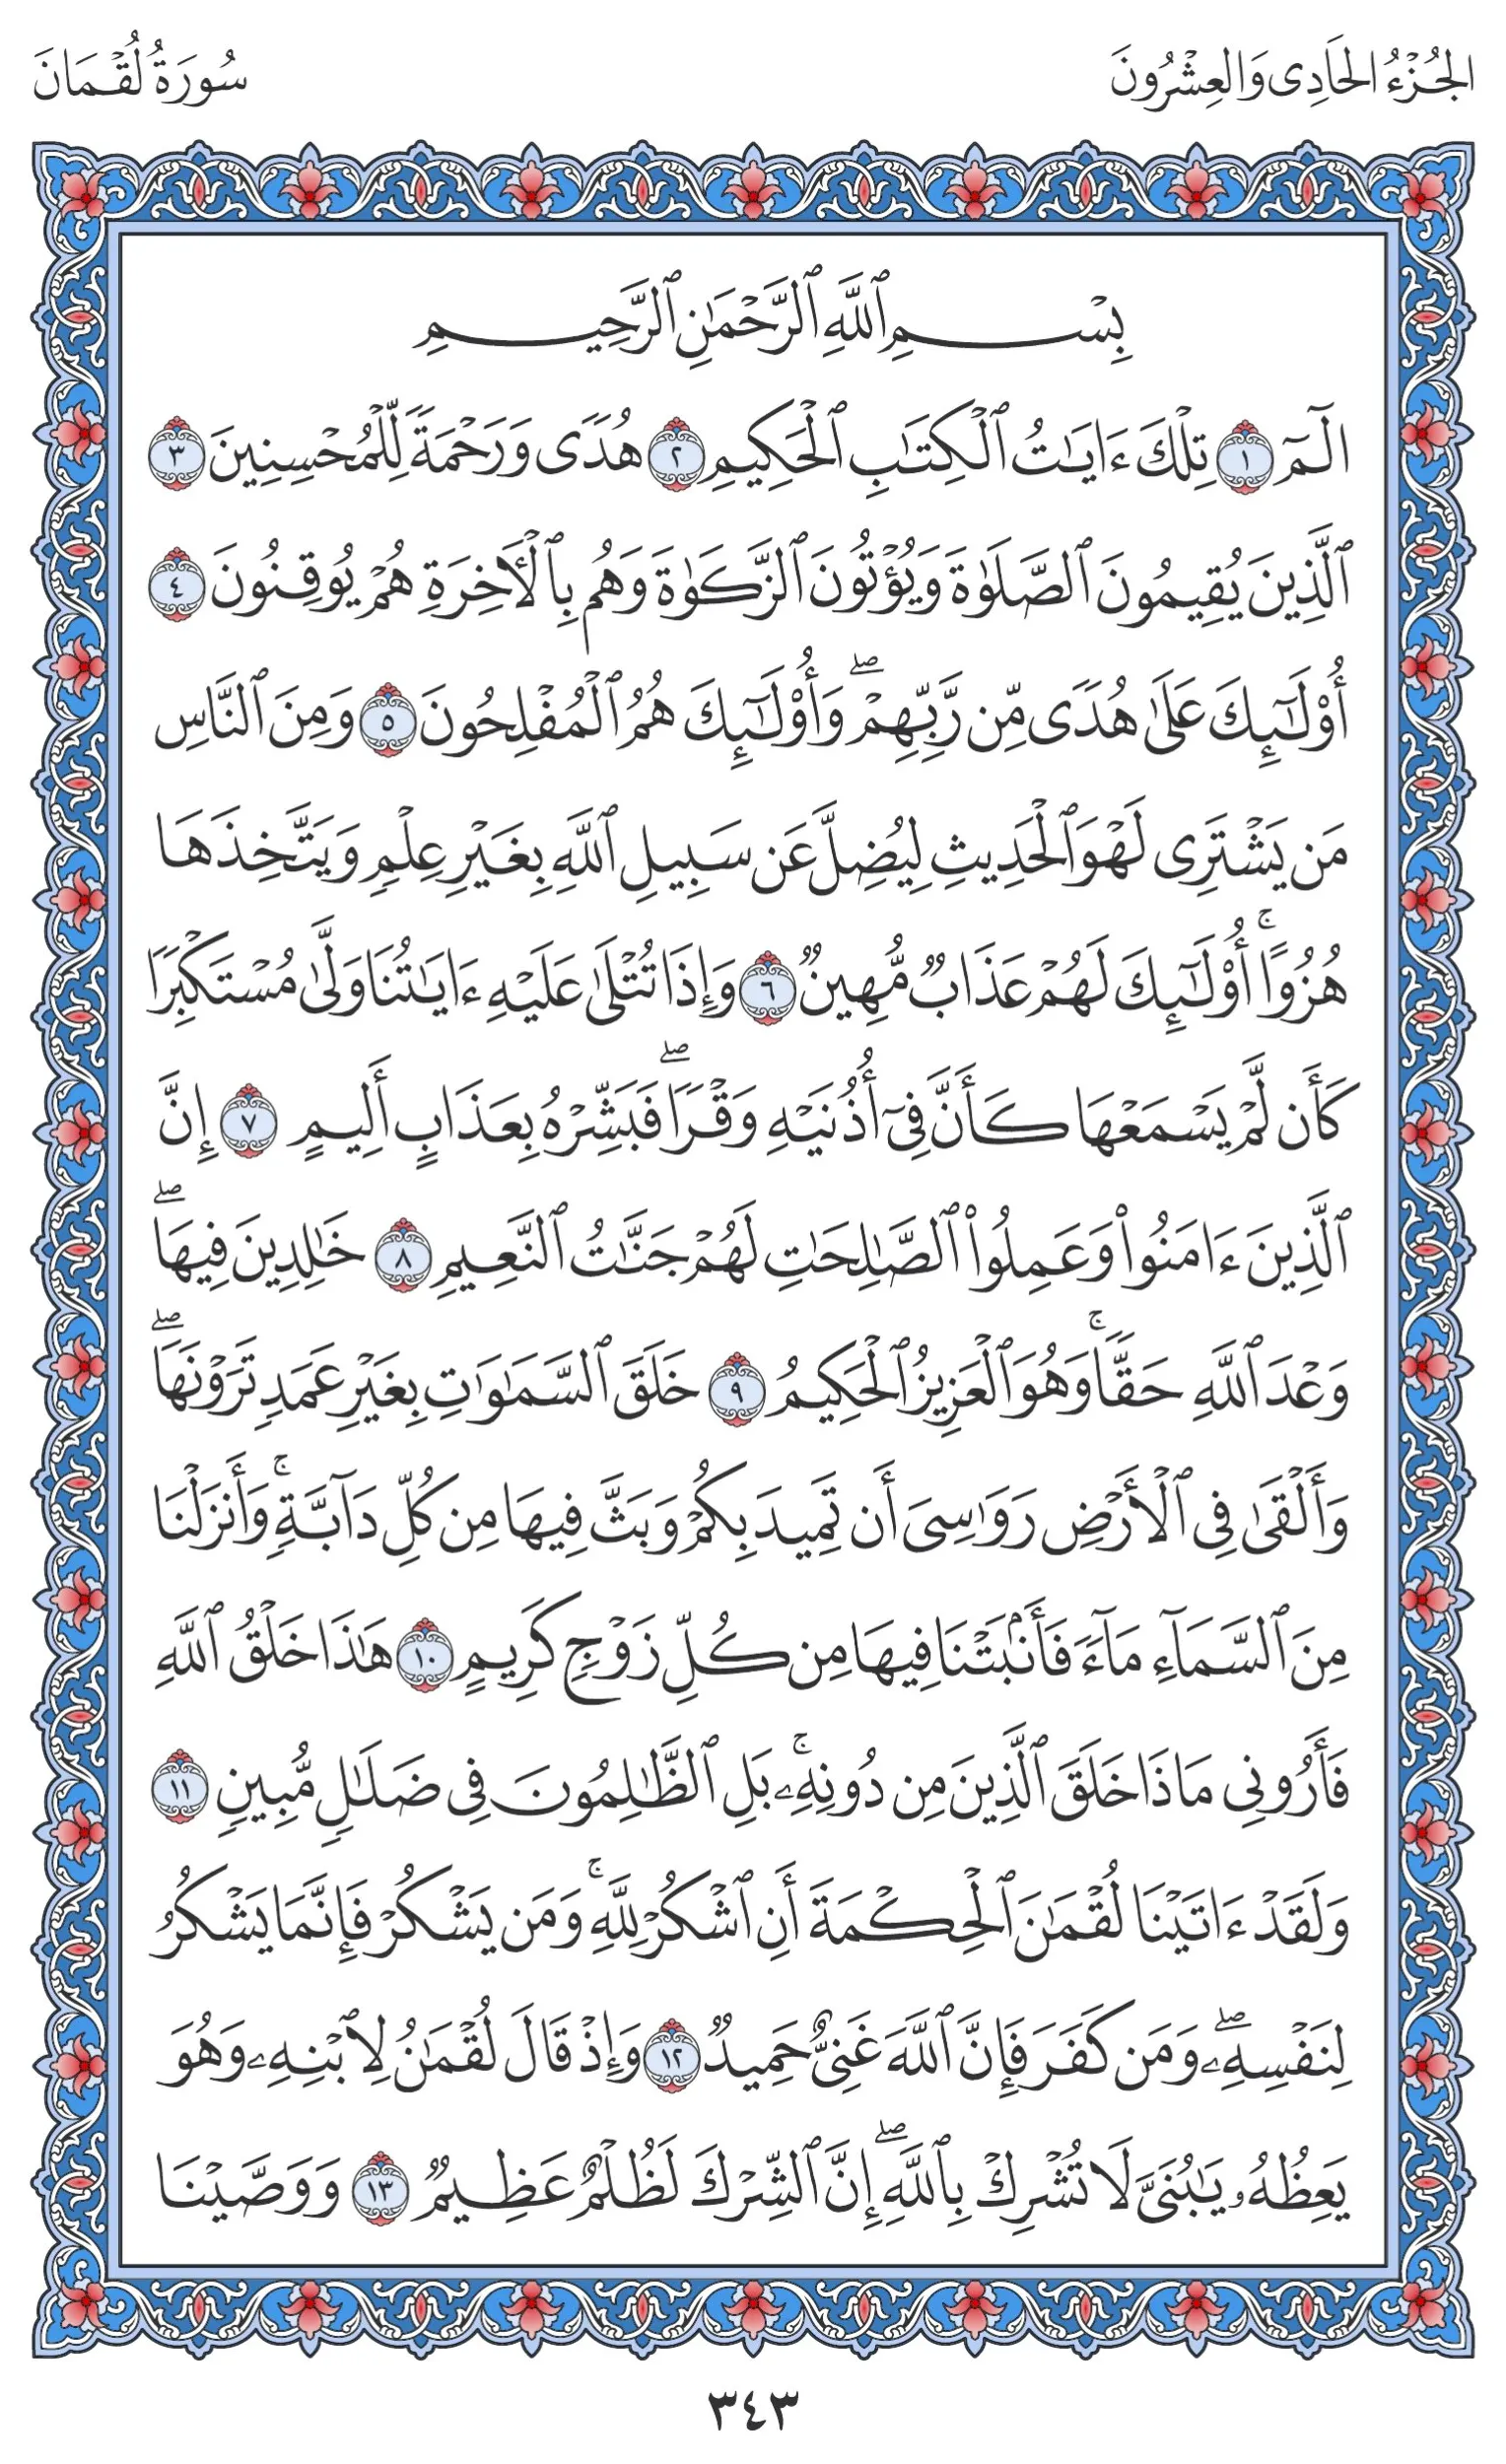 الجُزْءُ الحَادِى وَالعِشْرُونَ
سُورَةُ لُقْمَانَ
بِسْمِ ٱللَّهِ ٱلرَّحْمَٰنِ ٱلرَّحِيمِ
الٓمٓ ١ تِلْكَ ءَايَٰتُ ٱلْكِتَٰبِ ٱلْحَكِيمِ ٢ هُدًى وَرَحْمَةً لِّلْمُحْسِنِينَ ٣
ٱلَّذِينَ يُقِيمُونَ ٱلصَّلَوٰةَ وَيُؤْتُونَ ٱلزَّكَوٰةَ وَهُم بِٱلْأَخِرَةِ هُمْ يُوقِنُونَ ٤
أُوْلَٰٓئِكَ عَلَىٰ هُدًى مِّن رَّبِّهِمْۖ وَأُوْلَٰٓئِكَ هُمُ ٱلْمُفْلِحُونَ ٥ وَمِنَ ٱلنَّاسِ
مَن يَشْتَرِى لَهْوَ ٱلْحَدِيثِ لِيُضِلَّ عَن سَبِيلِ ٱللَّهِ بِغَيْرِ عِلْمٍ وَيَتَّخِذَهَا
هُزُوًاۚ أُوْلَٰٓئِكَ لَهُمْ عَذَابٌ مُّهِينٌ ٦ وَإِذَا تُتْلَىٰ عَلَيْهِ ءَايَٰتُنَا وَلَّىٰ مُسْتَكْبِرًا
كَأَن لَّمْ يَسْمَعْهَا كَأَنَّ فِىٓ أُذُنَيْهِ وَقْرًاۖ فَبَشِّرْهُ بِعَذَابٍ أَلِيمٍ ٧ إِنَّ
ٱلَّذِينَ ءَامَنُوا۟ وَعَمِلُوا۟ ٱلصَّٰلِحَٰتِ لَهُمْ جَنَّٰتُ ٱلنَّعِيمِ ٨ خَٰلِدِينَ فِيهَاۖ
وَعْدَ ٱللَّهِ حَقًّاۚ وَهُوَ ٱلْعَزِيزُ ٱلْحَكِيمُ ٩ خَلَقَ ٱلسَّمَٰوَٰتِ بِغَيْرِ عَمَدٍ تَرَوْنَهَاۖ
وَأَلْقَىٰ فِى ٱلْأَرْضِ رَوَٰسِىَ أَن تَمِيدَ بِكُمْ وَبَثَّ فِيهَا مِن كُلِّ دَآبَّةٍۚ وَأَنزَلْنَا
مِنَ ٱلسَّمَآءِ مَآءً فَأَنۢبَتْنَا فِيهَا مِن كُلِّ زَوْجٍ كَرِيمٍ ١٠ هَٰذَا خَلْقُ ٱللَّهِ
فَأَرُونِى مَاذَا خَلَقَ ٱلَّذِينَ مِن دُونِهِۦۚ بَلِ ٱلظَّٰلِمُونَ فِى ضَلَٰلٍ مُّبِينٍ ١١
وَلَقَدْ ءَاتَيْنَا لُقْمَٰنَ ٱلْحِكْمَةَ أَنِ ٱشْكُرْ لِلَّهِۚ وَمَن يَشْكُرْ فَإِنَّمَا يَشْكُرُ
لِنَفْسِهِۦۖ وَمَن كَفَرَ فَإِنَّ ٱللَّهَ غَنِىٌّ حَمِيدٌ ١٢ وَإِذْ قَالَ لُقْمَٰنُ لِٱبْنِهِۦ وَهُوَ
يَعِظُهُۥ يَٰبُنَىَّ لَا تُشْرِكْ بِٱللَّهِۖ إِنَّ ٱلشِّرْكَ لَظُلْمٌ عَظِيمٌ ١٣ وَوَصَّيْنَا
٣٤٣